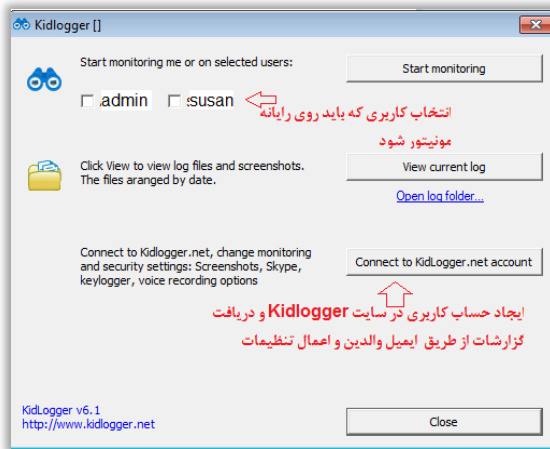 Kidlogger []
Start monitoring me or on selected users:
Start monitoring
admin susan
انتخاب کاربری که باید روی رایانه
مونیتور شود
Click View to view log files and screenshots.
The files aranged by date.
View current log
Open log folder...
Connect to Kidlogger.net, change monitoring
and security settings: Screenshots, Skype,
keylogger, voice recording options
Connect to KidLogger.net account
ایجاد حساب کاربری در سایت Kidlogger و دریافت
گزارشات از طریق ایمیل والدین و اعمال تنظیمات
KidLogger v6.1
http://www.kidlogger.net
Close